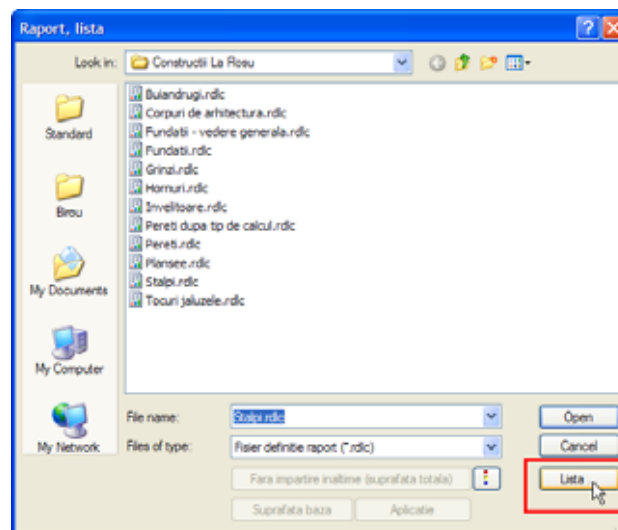 Raport, lista
Look in: Constructii La Rosu
Standard
Birou
My Documents
My Computer
My Network
Buiandrugi.rdlc
Corpuri de arhitectura.rdlc
Fundatii - vedere generala.rdlc
Fundatii.rdlc
Grinzi.rdlc
Hornuri.rdlc
Invelitoare.rdlc
Pereti dupa tip de calcul.rdlc
Pereti.rdlc
Plansee.rdlc
Stalpi.rdlc
Tocuri jaluzele.rdlc
File name: Stalpi.rdlc Open
Files of type: Fisier definitie raport (*.rdlc) Cancel
Fara impartire inaltime (suprafata totala) Lista
Suprafata baza Aplicatie